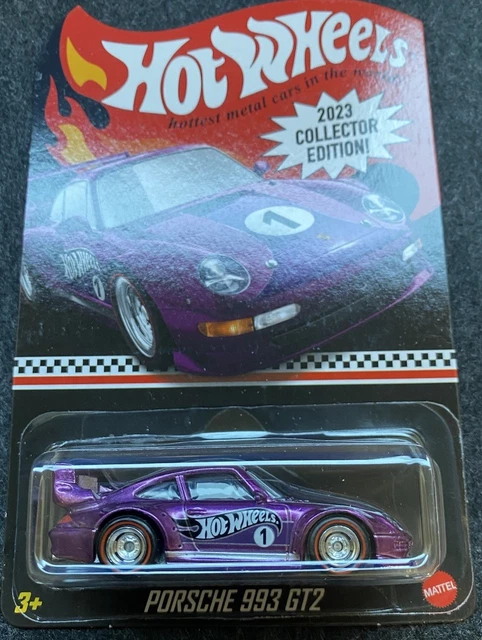 HOT WHEELS
hottest metal cars in the world
2023
COLLECTOR
EDITION!
1
HOT WHEELS
HOT WHEELS
1
3+
PORSCHE 993 GT2
MATTEL